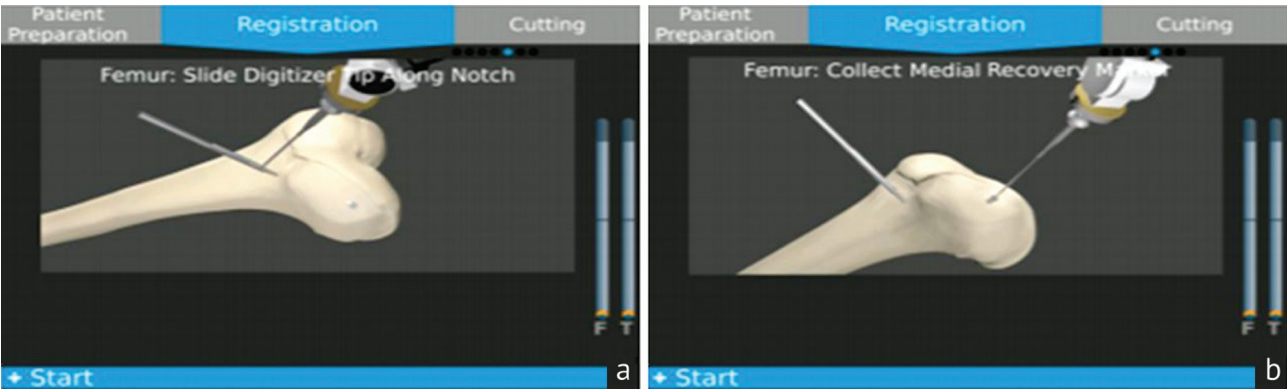 Patient
Preparation
Registration
Cutting
Femur: Slide Digitizer Tip Along Notch
F T
+ Start
a
Patient
Preparation
Registration
Cutting
Femur: Collect Medial Recovery
F T
+ Start
b